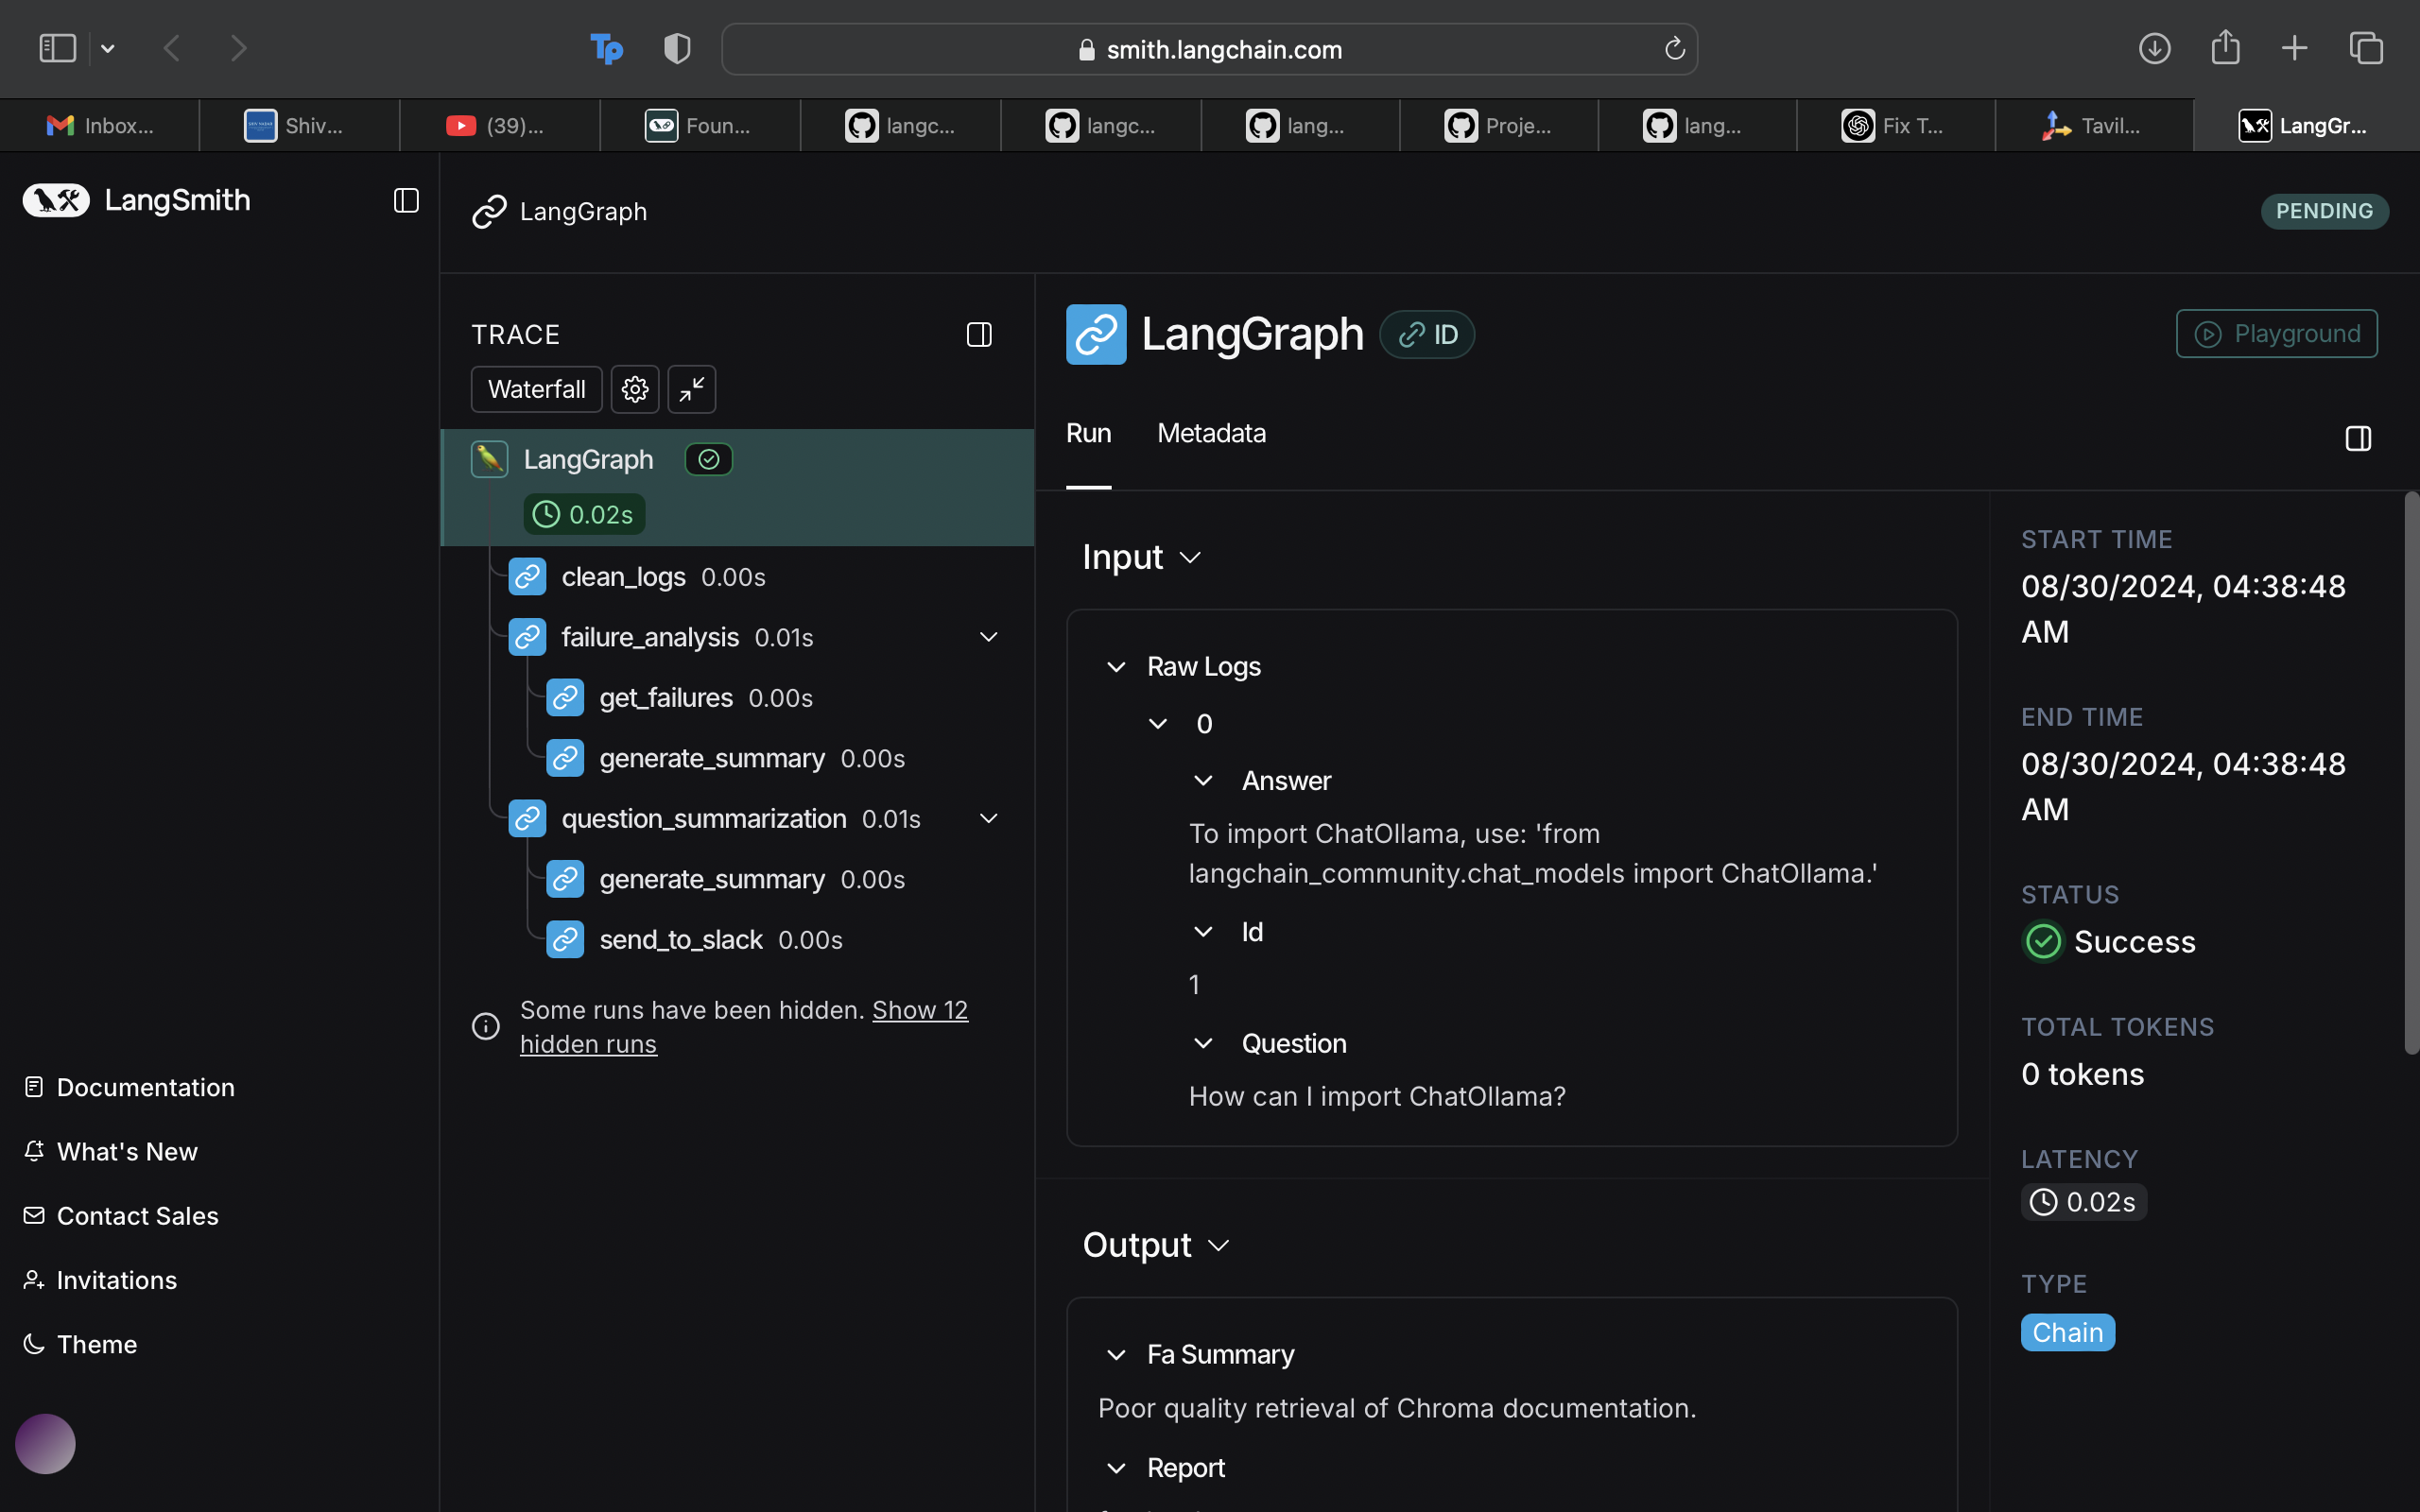 smith.langchain.com
Inbox...
Shiv...
(39)...
Foun...
langc...
langc...
lang...
Proje...
lang...
Fix T...
Tavil...
LangGr...
LangSmith
Documentation
What's New
Contact Sales
Invitations
Theme
LangGraph
PENDING
TRACE
Waterfall
LangGraph
0.02s
clean_logs 0.00s
failure_analysis 0.01s
get_failures 0.00s
generate_summary 0.00s
question_summarization 0.01s
generate_summary 0.00s
send_to_slack 0.00s
Some runs have been hidden. Show 12
hidden runs
LangGraph ID
Playground
Run Metadata
Input
Raw Logs
0
Answer
To import ChatOllama, use: 'from
langchain_community.chat_models import ChatOllama.'
Id
1
Question
How can I import ChatOllama?
Output
Fa Summary
Poor quality retrieval of Chroma documentation.
Report
START TIME
08/30/2024, 04:38:48
AM
END TIME
08/30/2024, 04:38:48
AM
STATUS
Success
TOTAL TOKENS
0 tokens
LATENCY
0.02s
TYPE
Chain